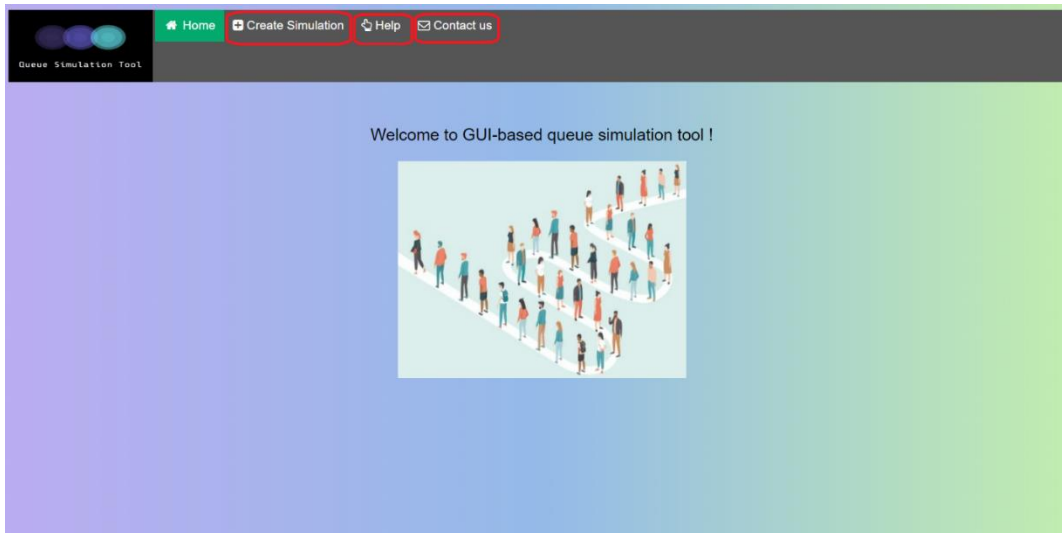 Home Create Simulation Help Contact us
Queue Simulation Tool
Welcome to GUI-based queue simulation tool !